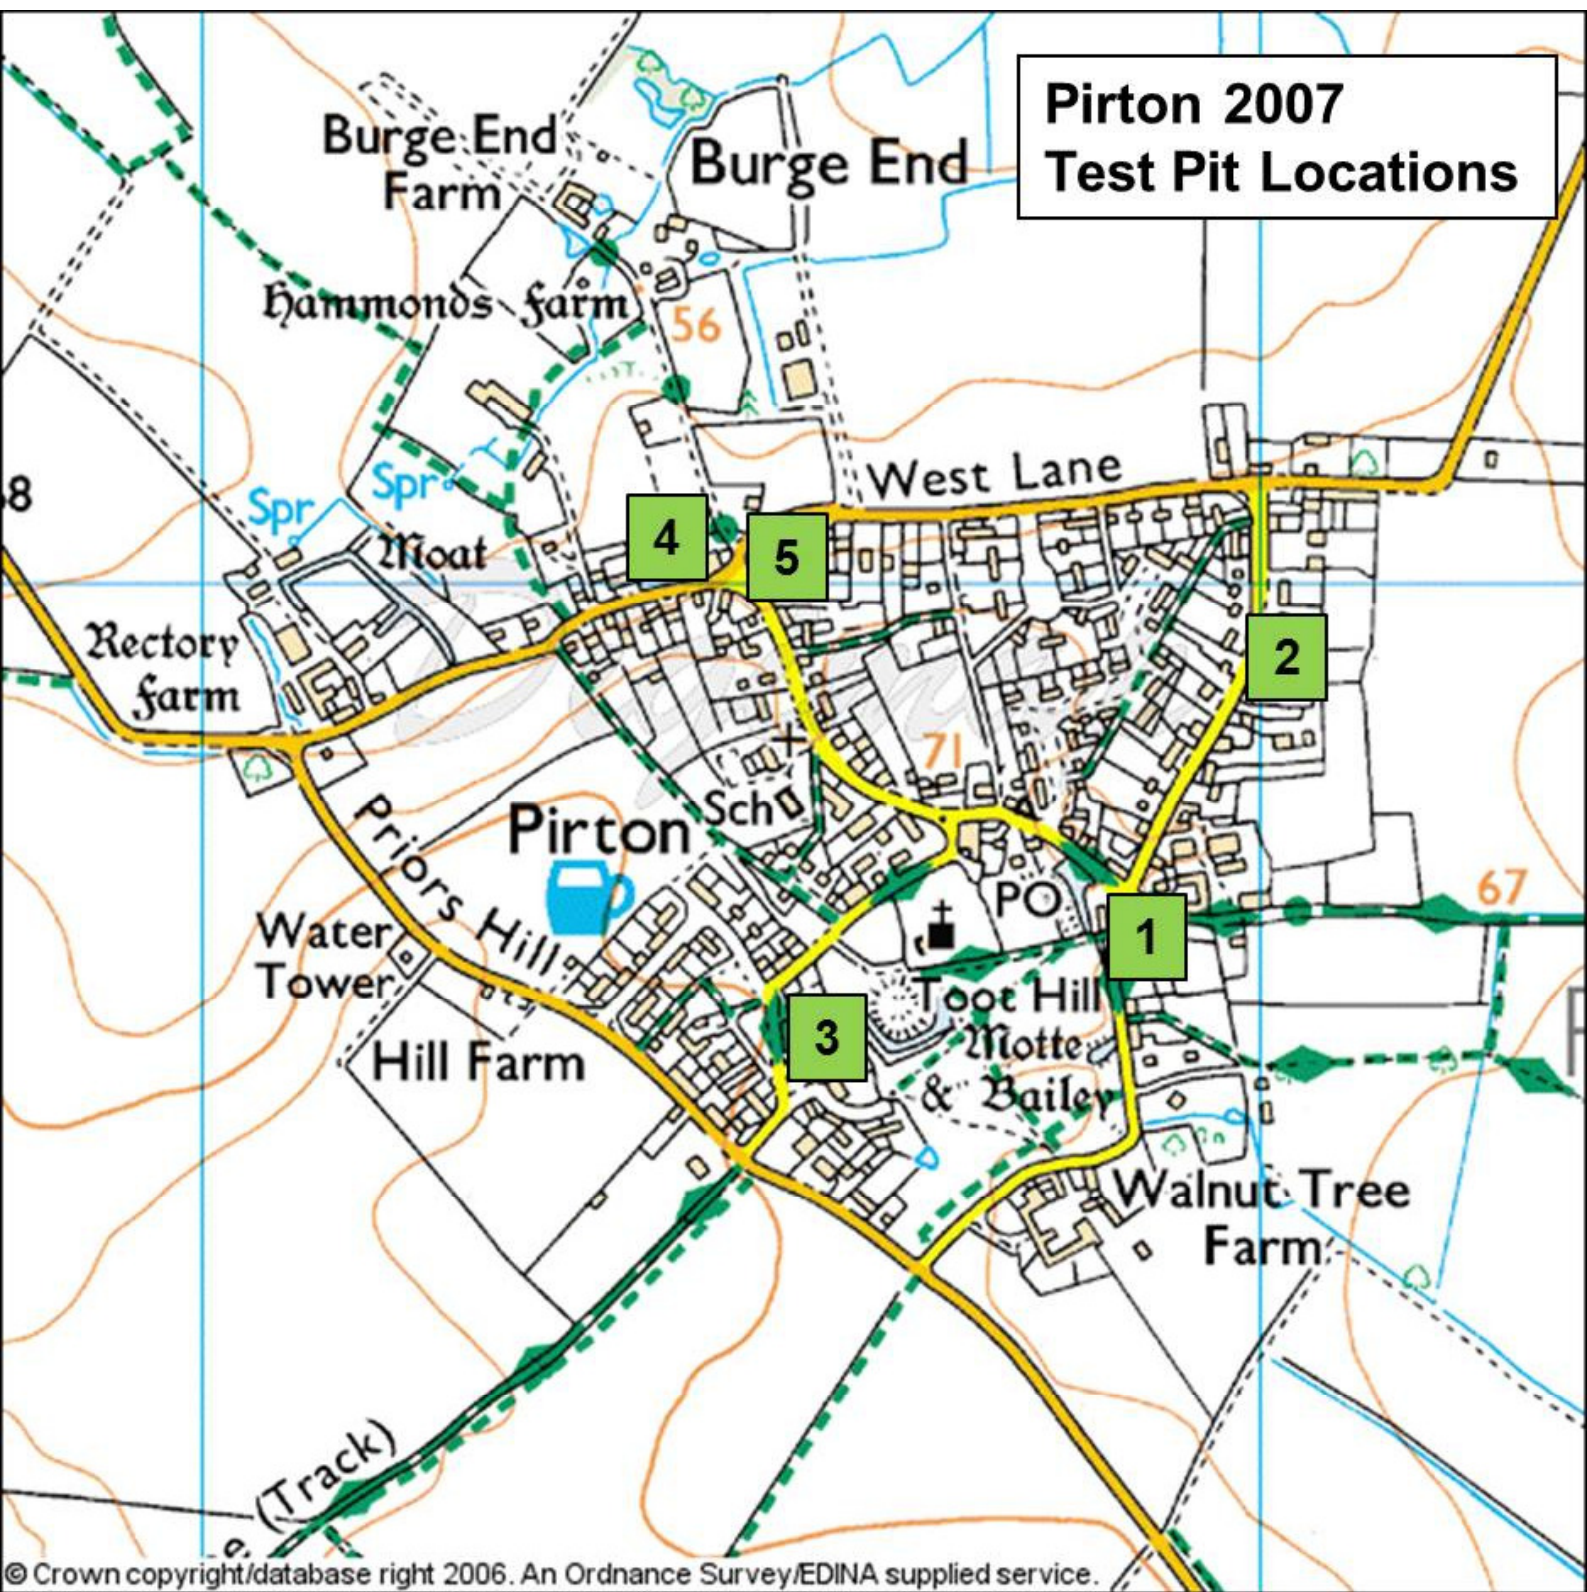 Pirton 2007
Test Pit Locations
Burge End
Farm
Burge End
Hammonds Farm
56
West Lane
Spr
Spr
Moat
4
5
2
Rectory
Farm
71
Sch
Pirton
Priors Hill
PO
67
1
Water
Tower
Toot Hill
Motte
& Bailey
3
Hill Farm
Walnut Tree
Farm
(Track)
© Crown copyright/database right 2006. An Ordnance Survey/EDINA supplied service.